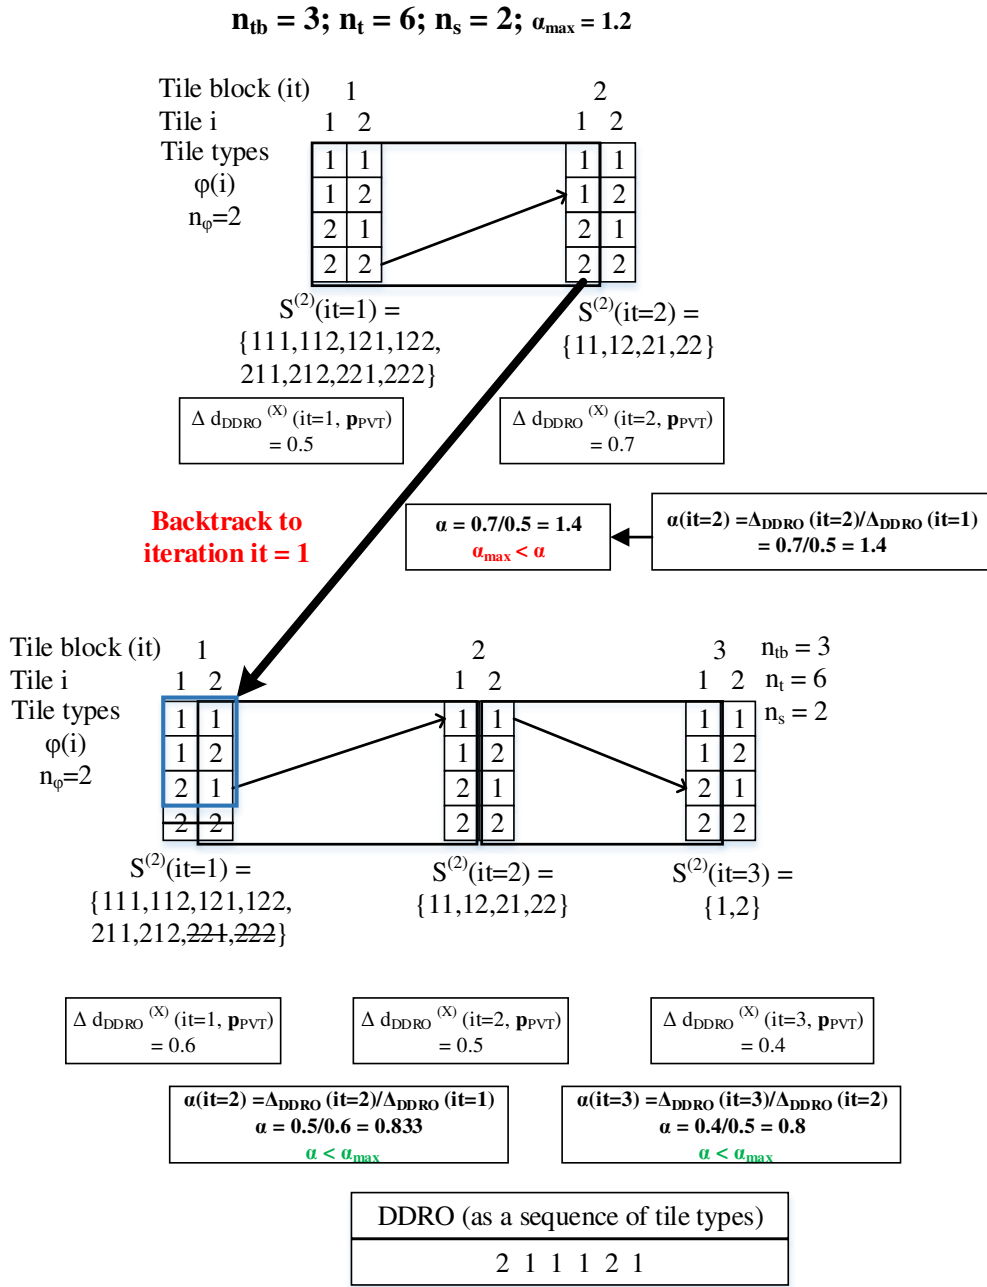 n_tb = 3; n_t = 6; n_s = 2; α_max = 1.2
Tile block (it) 1 2
Tile i 1 2 1 2
Tile types 1 1 1 1
φ(i) 1 2 1 2
n_φ=2 2 1 2 1
2 2 2 2
S^(2)(it=1) =
{111,112,121,122,
211,212,221,222}
S^(2)(it=2) =
{11,12,21,22}
Δ d_DDRO^(X) (it=1, p_PVT)
= 0.5
Δ d_DDRO^(X) (it=2, p_PVT)
= 0.7
Backtrack to
iteration it = 1
α = 0.7/0.5 = 1.4
α_max < α
α(it=2) =Δ_DDRO (it=2)/Δ_DDRO (it=1)
= 0.7/0.5 = 1.4
Tile block (it) 1 2 3
Tile i 1 2 1 2 1 2
Tile types 1 1 1 1 1 1
φ(i) 1 2 1 2 1 2
n_φ=2 2 1 2 1 2 1
2 2 2 2 2 2
n_tb = 3
n_t = 6
n_s = 2
S^(2)(it=1) =
{111,112,121,122,
211,212,221,222}
S^(2)(it=2) =
{11,12,21,22}
S^(2)(it=3) =
{1,2}
Δ d_DDRO^(X) (it=1, p_PVT)
= 0.6
Δ d_DDRO^(X) (it=2, p_PVT)
= 0.5
Δ d_DDRO^(X) (it=3, p_PVT)
= 0.4
α(it=2) =Δ_DDRO (it=2)/Δ_DDRO (it=1)
α = 0.5/0.6 = 0.833
α < α_max
α(it=3) =Δ_DDRO (it=3)/Δ_DDRO (it=2)
α = 0.4/0.5 = 0.8
α < α_max
DDRO (as a sequence of tile types)
2 1 1 1 2 1